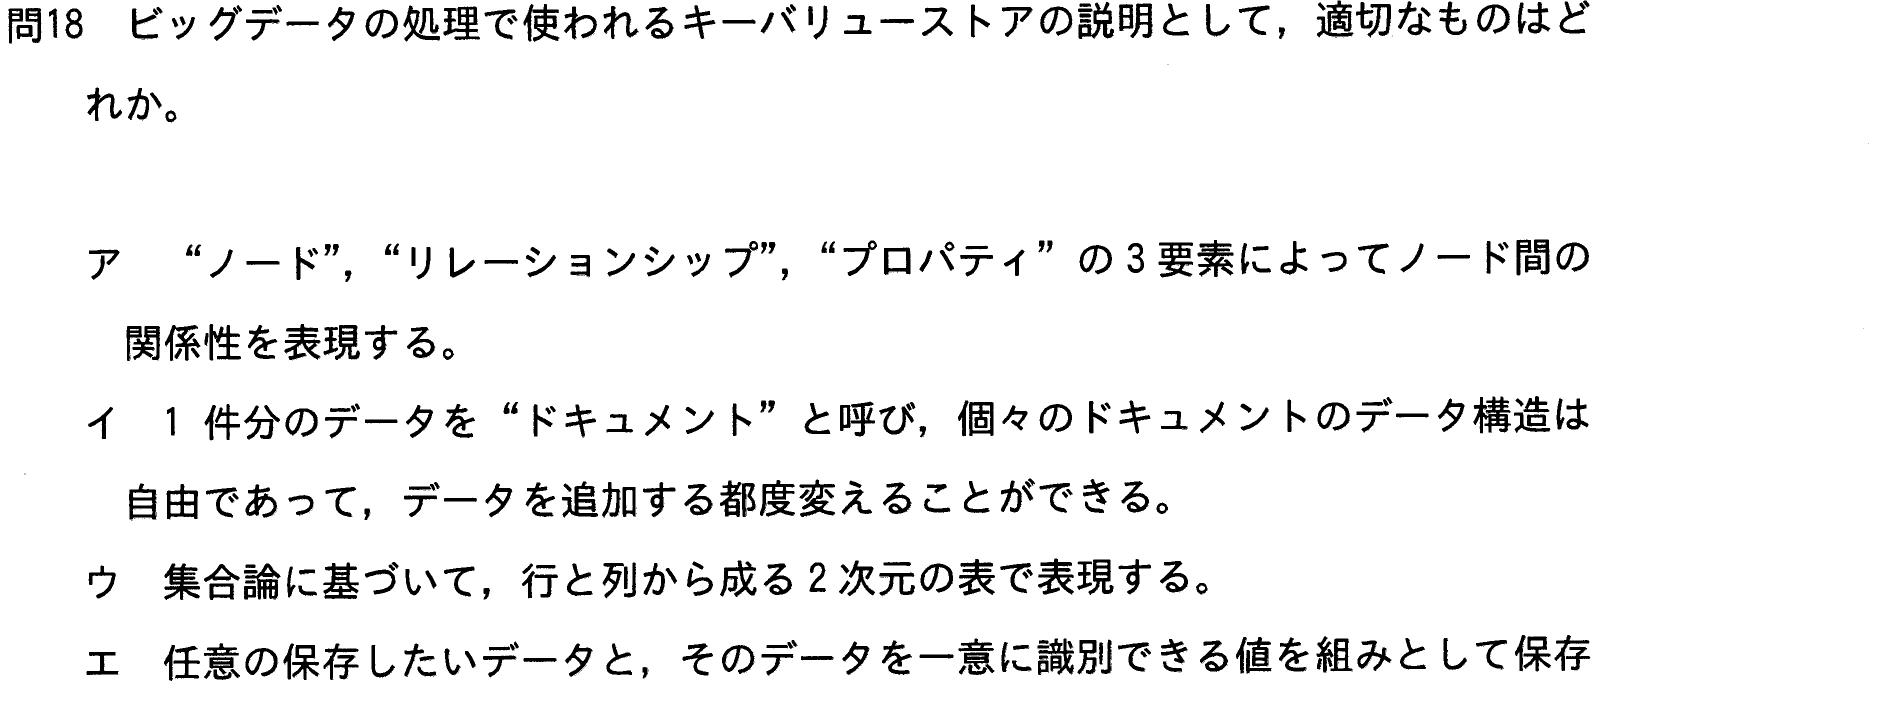 問18 ビッグデータの処理で使われるキーバリューストアの説明として，適切なものはど
れか。
ア “ノード”，“リレーションシップ”，“プロパティ”の3要素によってノード間の
関係性を表現する。
イ 1件分のデータを“ドキュメント”と呼び，個々のドキュメントのデータ構造は
自由であって，データを追加する都度変えることができる。
ウ 集合論に基づいて，行と列から成る2次元の表で表現する。
エ 任意の保存したいデータと，そのデータを一意に識別できる値を組みとして保存